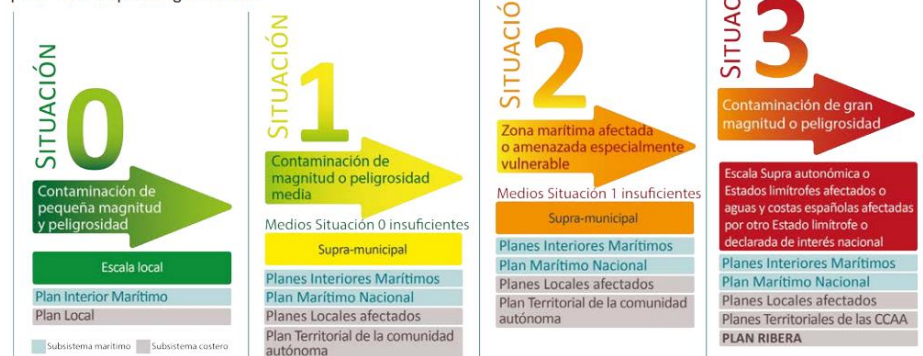 SITUACIÓN
0
Contaminación de
pequeña magnitud
y peligrosidad
Escala local
Plan Interior Marítimo
Plan Local
Subsistema marítimo
Subsistema costero
SITUACIÓN
1
Contaminación de
magnitud o peligrosidad
media
Medios Situación 0 insuficientes
Supra-municipal
Planes Interiores Marítimos
Plan Marítimo Nacional
Planes Locales afectados
Plan Territorial de la comunidad
autónoma
SITUACIÓ
2
Zona marítima afectada
o amenazada especialmente
vulnerable
Medios Situación 1 insuficientes
Supra-municipal
Planes Interiores Marítimos
Plan Marítimo Nacional
Planes Locales afectados
Plan Territorial de la comunidad
autónoma
SITUAC
3
Contaminación de gran
magnitud o peligrosidad
Escala Supra autonómica o
Estados limítrofes afectados o
aguas y costas españolas afectadas
por otro Estado limítrofe o
declarada de interés nacional
Planes Interiores Marítimos
Plan Marítimo Nacional
Planes Locales afectados
Planes Territoriales de las CCAA
PLAN RIBERA